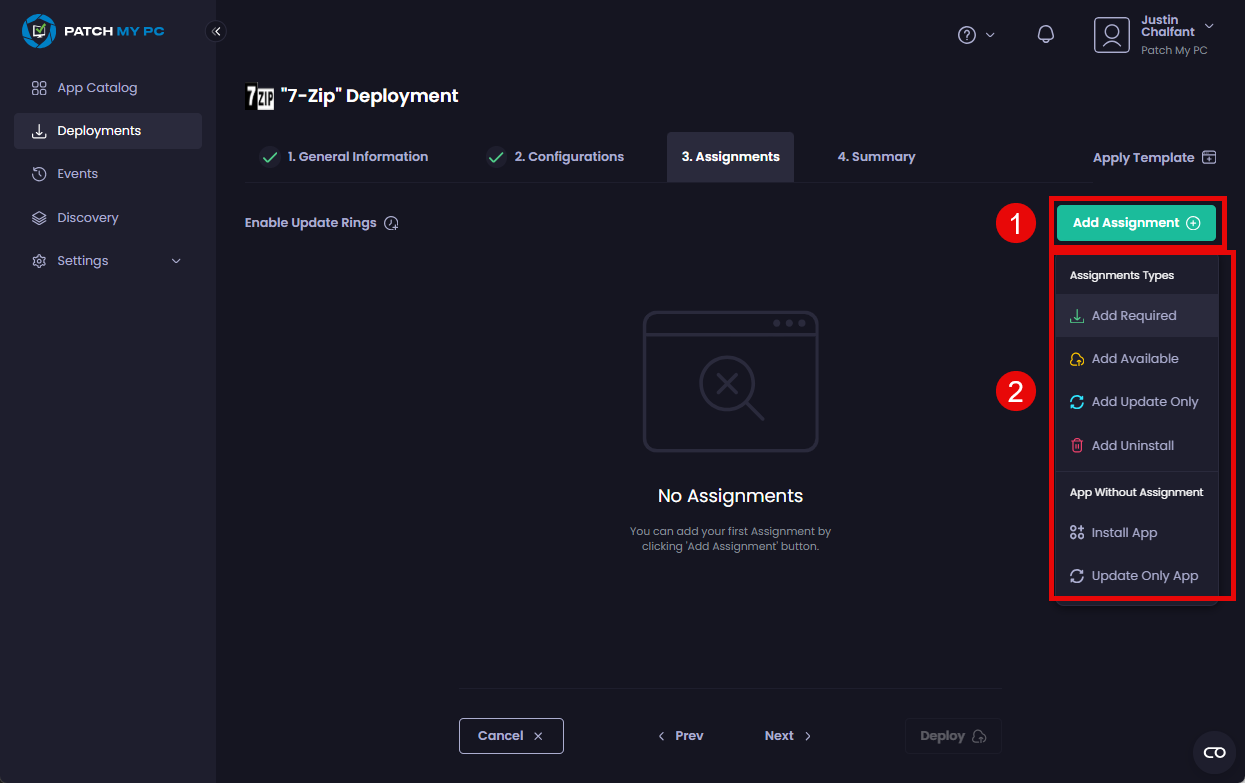 PATCH MY PC
Justin
Chalfant
Patch My PC
App Catalog
Deployments
Events
Discovery
Settings
7ZIP "7-Zip" Deployment
1. General Information
2. Configurations
3. Assignments
4. Summary
Apply Template
Enable Update Rings
1
Add Assignment
2
Assignments Types
Add Required
Add Available
Add Update Only
Add Uninstall
App Without Assignment
Install App
Update Only App
No Assignments
You can add your first Assignment by
clicking 'Add Assignment' button.
Cancel
Prev
Next
Deploy